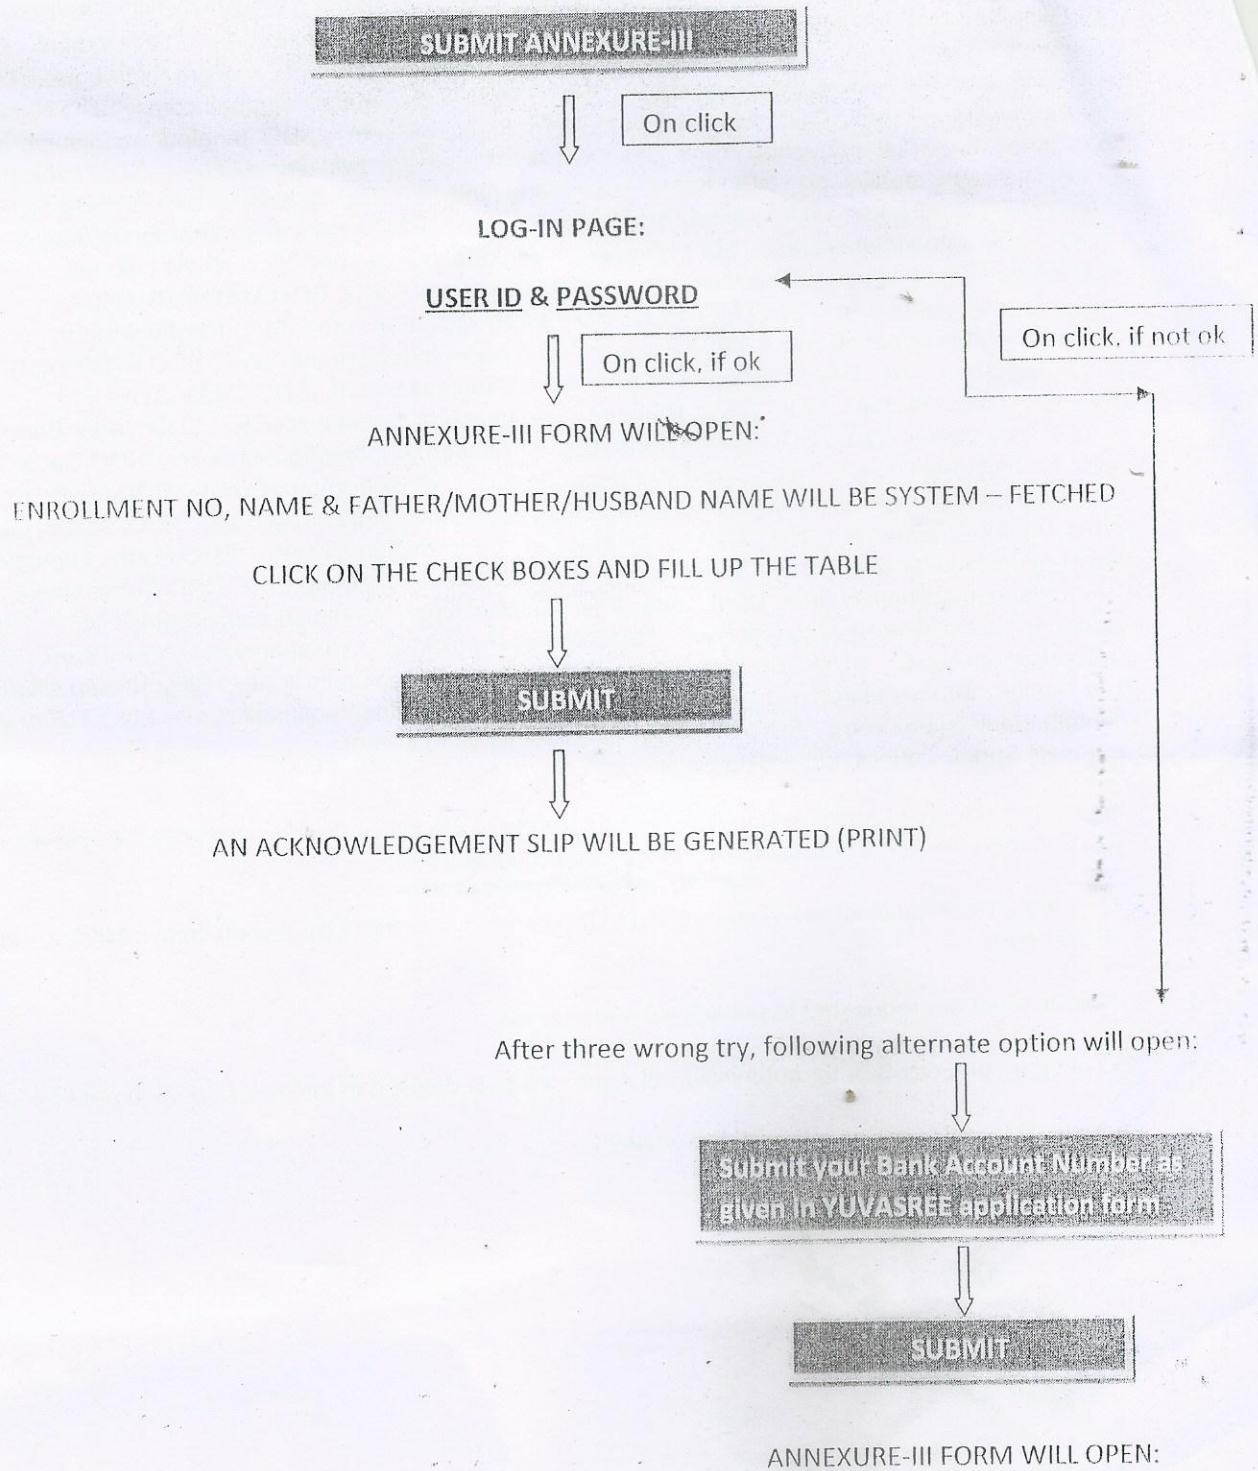 SUBMIT ANNEXURE-III
On click
LOG-IN PAGE:
USER ID & PASSWORD
On click, if not ok
On click, if ok
ANNEXURE-III FORM WILL OPEN:
ENROLLMENT NO, NAME & FATHER/MOTHER/HUSBAND NAME WILL BE SYSTEM – FETCHED
CLICK ON THE CHECK BOXES AND FILL UP THE TABLE
SUBMIT
AN ACKNOWLEDGEMENT SLIP WILL BE GENERATED (PRINT)
After three wrong try, following alternate option will open:
Submit your Bank Account Number as
given in YUVASREE application form
SUBMIT
ANNEXURE-III FORM WILL OPEN: